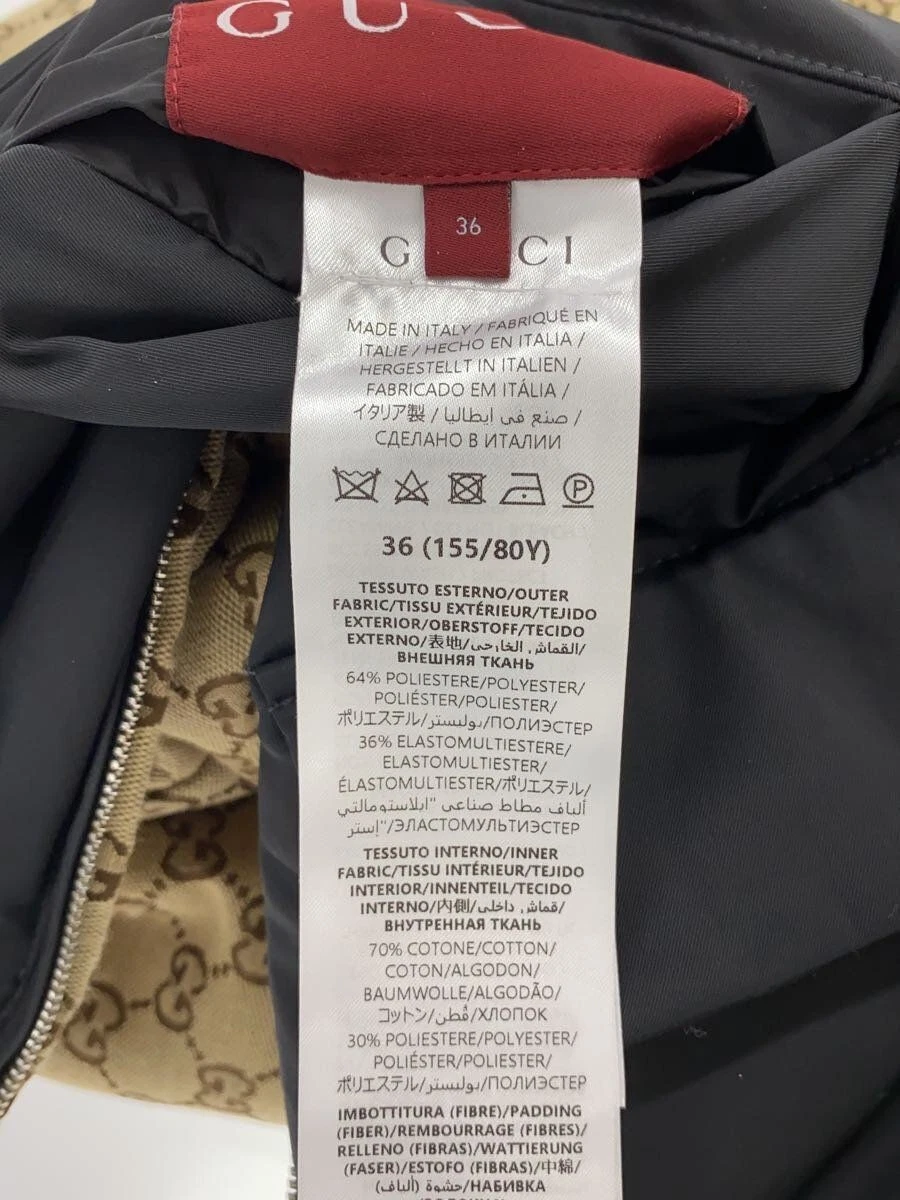 GUC
36
G CI
MADE IN ITALY / FABRIQUÉ EN
ITALIE / HECHO EN ITALIA /
HERGESTELLT IN ITALIEN /
FABRICADO EM ITÁLIA /
イタリア製 / صنع في ايطاليا /
СДЕЛАНО В ИТАЛИИ
P
36 (155/80Y)
TESSUTO ESTERNO/OUTER
FABRIC/TISSU EXTÉRIEUR/TEJIDO
EXTERIOR/OBERSTOFF/TECIDO
EXTERNO/表地/القماش الخارجي/
ВНЕШНЯЯ ТКАНЬ
64% POLIESTERE/POLYESTER/
POLIÉSTER/POLIESTER/
ポリエステル/بوليستر/ПОЛИЭСТЕР
36% ELASTOMULTIESTERE/
ELASTOMULTIESTER/
ÉLASTOMULTIESTER/ポリエステル/
ألياف مطاط صناعى "ايلاستومالتي
إستر"/ЭЛАСТОМУЛЬТИЭСТЕР
TESSUTO INTERNO/INNER
FABRIC/TISSU INTÉRIEUR/TEJIDO
INTERIOR/INNENTEIL/TECIDO
INTERNO/内側/قماش داخلي/
ВНУТРЕННАЯ ТКАНЬ
70% COTONE/COTTON/
COTON/ALGODON/
BAUMWOLLE/ALGODÃO/
コットン/قُطن/ХЛОПОК
30% POLIESTERE/POLYESTER/
POLIÉSTER/POLIESTER/
ポリエステル/بوليستر/ПОЛИЭСТЕР
IMBOTTITURA (FIBRE)/PADDING
(FIBER)/REMBOURRAGE (FIBRES)/
RELLENO (FIBRAS)/WATTIERUNG
(FASER)/ESTOFO (FIBRAS)/中綿/
حشوة (ألياف)/НАБИВКА